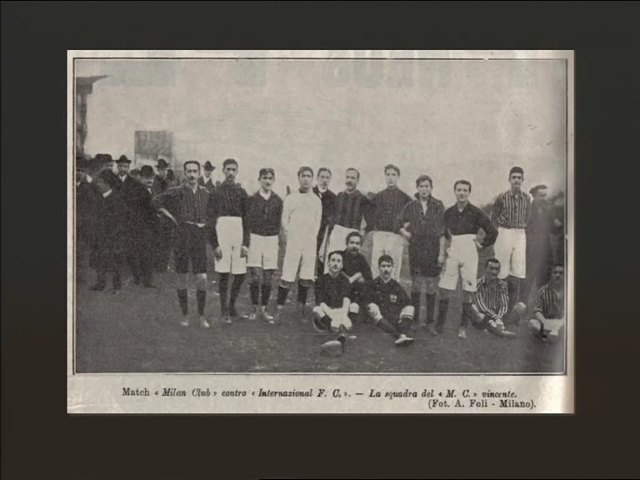 Match « Milan Club » contro « Internazional F. C. ». — La squadra del « M. C. » vincente.
(Fot. A. Foli - Milano).